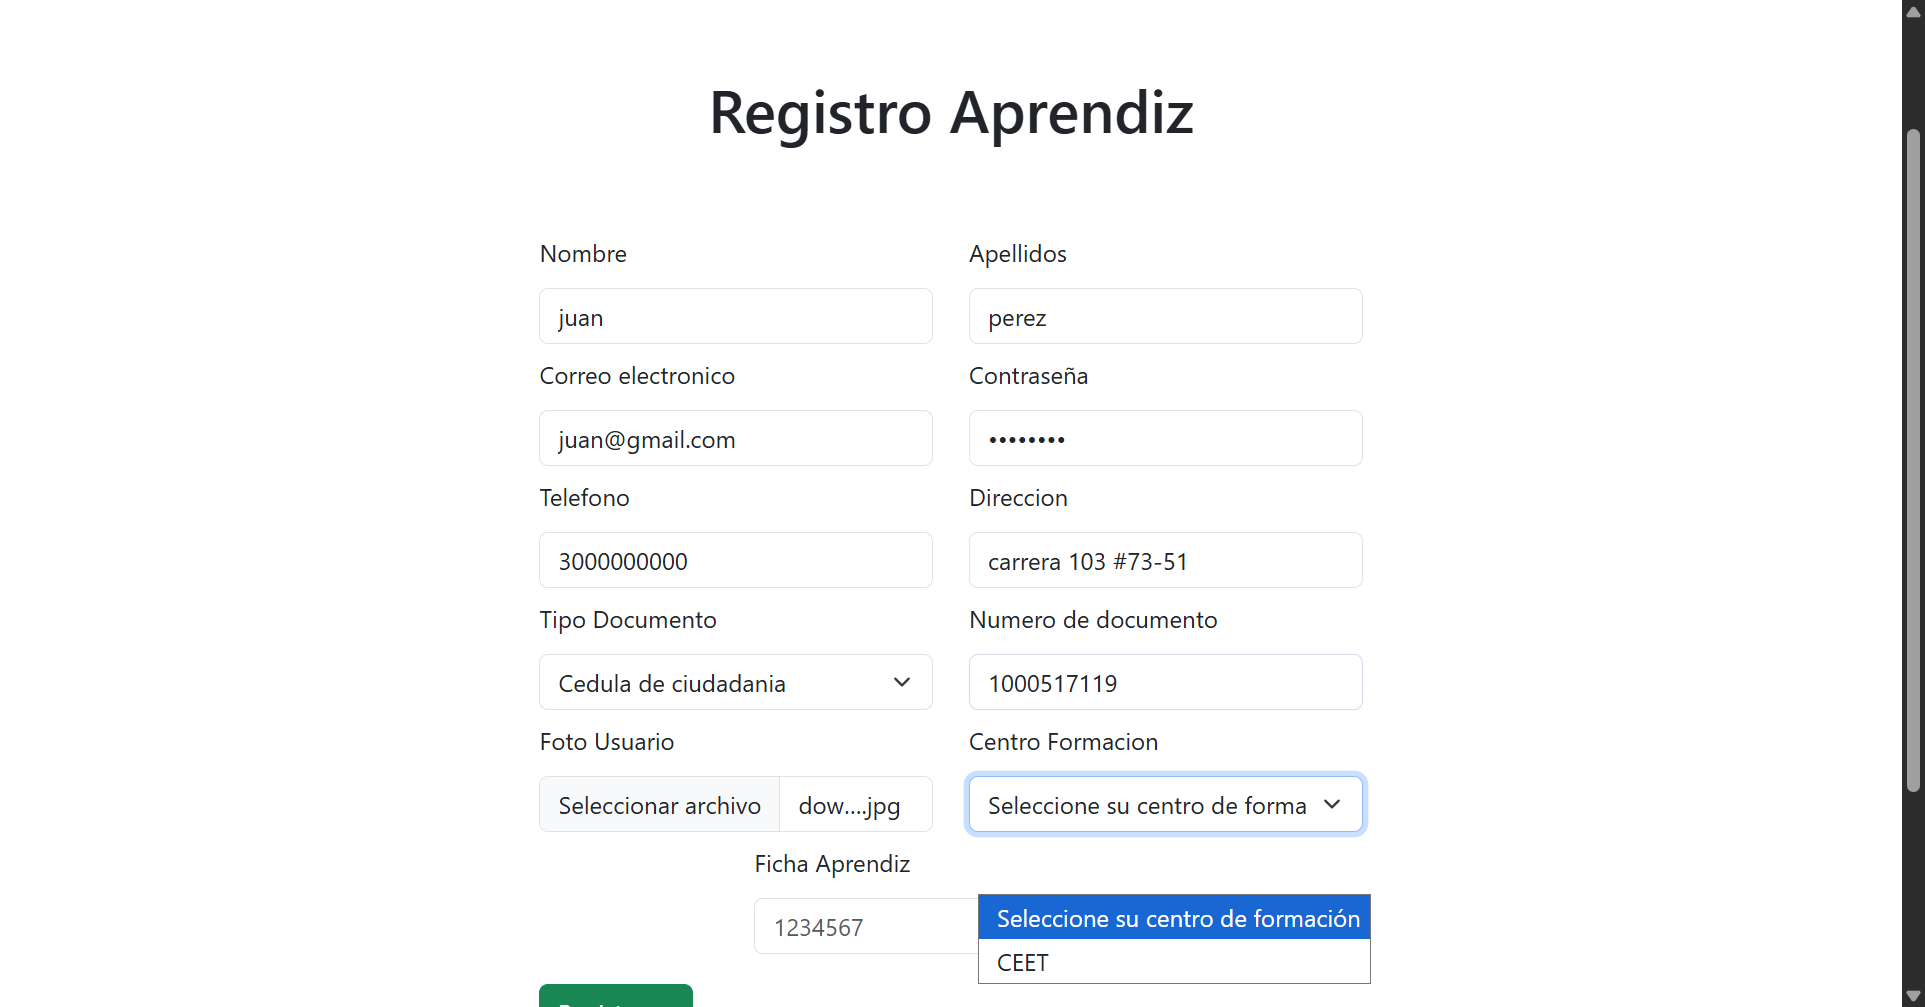 Registro Aprendiz
Nombre
Apellidos
juan
perez
Correo electronico
Contraseña
juan@gmail.com
••••••••
Telefono
Direccion
3000000000
carrera 103 #73-51
Tipo Documento
Numero de documento
Cedula de ciudadania
1000517119
Foto Usuario
Centro Formacion
Seleccionar archivo
dow....jpg
Seleccione su centro de forma
Ficha Aprendiz
1234567
Seleccione su centro de formación
CEET